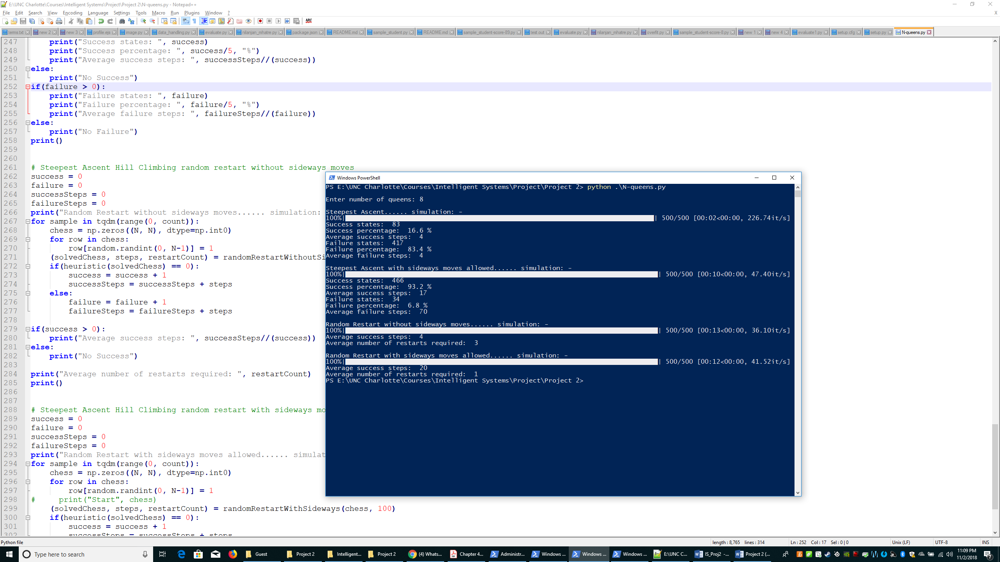 E:\UNC Charlotte\Courses\Intelligent Systems\Project\Project 2\N-queens.py - Notepad++
File Edit Search View Encoding Language Settings Tools Macro Run Plugins Window ? X
terms.txt new 2 new 3 profile.ejs image.py data_handling.py evaluate.py nilanjan_mhatre.py package.json README.md sample_student.py README.md sample_student-score-89.py test.out evaluate.py nilanjan_mhatre.py overfit.py sample_student-score-8.py new 1 new 4 evaluate1.py setup.cfg setup.py N-queens.py
247 print("Success states: ", success)
248 print("Success percentage: ", success/5, "%")
249 print("Average success steps: ", successSteps//(success))
250 else:
251 print("No Success")
252 if(failure > 0):
253 print("Failure states: ", failure)
254 print("Failure percentage: ", failure/5, "%")
255 print("Average failure steps: ", failureSteps//(failure))
256 else:
257 print("No Failure")
258 print()
259
260
261 # Steepest Ascent Hill Climbing random restart without sideways moves
262 success = 0
263 failure = 0
264 successSteps = 0
265 failureSteps = 0
266 print("Random Restart without sideways moves...... simulation:
267 for sample in tqdm(range(0, count)):
268 chess = np.zeros((N, N), dtype=np.int0)
269 for row in chess:
270 row[random.randint(0, N-1)] = 1
271 (solvedChess, steps, restartCount) = randomRestartWithoutSi
272 if(heuristic(solvedChess) == 0):
273 success = success + 1
274 successSteps = successSteps + steps
275 else:
276 failure = failure + 1
277 failureSteps = failureSteps + steps
278
279 if(success > 0):
280 print("Average success steps: ", successSteps//(success))
281 else:
282 print("No Success")
283
284 print("Average number of restarts required: ", restartCount)
285 print()
286
287
288 # Steepest Ascent Hill Climbing random restart with sideways mo
289 success = 0
290 failure = 0
291 successSteps = 0
292 failureSteps = 0
293 print("Random Restart with sideways moves allowed...... simulat
294 for sample in tqdm(range(0, count)):
295 chess = np.zeros((N, N), dtype=np.int0)
296 for row in chess:
297 row[random.randint(0, N-1)] = 1
298 # print("Start", chess)
299 (solvedChess, steps, restartCount) = randomRestartWithSideways(chess, 100)
300 if(heuristic(solvedChess) == 0):
301 success = success + 1
302 successSteps = successSteps + steps
Windows PowerShell
PS E:\UNC Charlotte\Courses\Intelligent Systems\Project\Project 2> python .\N-queens.py
Enter number of queens: 8
Steepest Ascent...... simulation: -
100%| | 500/500 [00:02<00:00, 226.74it/s]
Success states: 83
Success percentage: 16.6 %
Average success steps: 4
Failure states: 417
Failure percentage: 83.4 %
Average failure steps: 4
Steepest Ascent with sideways moves allowed...... simulation: -
100%| | 500/500 [00:10<00:00, 47.40it/s]
Success states: 466
Success percentage: 93.2 %
Average success steps: 17
Failure states: 34
Failure percentage: 6.8 %
Average failure steps: 70
Random Restart without sideways moves...... simulation: -
100%| | 500/500 [00:13<00:00, 36.10it/s]
Average success steps: 4
Average number of restarts required: 3
Random Restart with sideways moves allowed...... simulation: -
100%| | 500/500 [00:12<00:00, 41.52it/s]
Average success steps: 20
Average number of restarts required: 1
PS E:\UNC Charlotte\Courses\Intelligent Systems\Project\Project 2>
Python file length : 8,765 lines : 314 Ln : 252 Col : 17 Sel : 0 | 0 Unix (LF) UTF-8 INS
Type here to search Guest Project 2 Intelligent... Project 2 (4) Whats... Chapter 4... Administr... Windows ... Windows ... Windows ... E:\UNC C... IS_Proj2 -... Project 2 (... 11:09 PM
11/2/2018 7